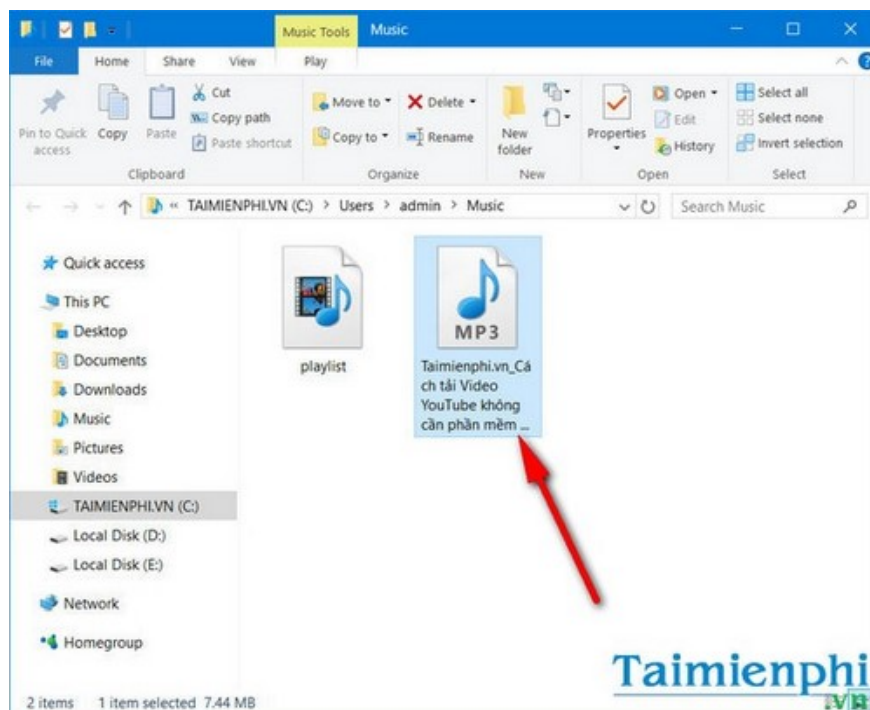 Music Tools Music
File Home Share View Play
Pin to Quick access
Copy
Paste
Cut
Copy path
Paste shortcut
Clipboard
Move to
Copy to
Delete
Rename
Organize
New folder
New
Properties
Open
Edit
History
Open
Select all
Select none
Invert selection
Select
« TAIMIENPHI.VN (C:) > Users > admin > Music
Search Music
Quick access
This PC
Desktop
Documents
Downloads
Music
Pictures
Videos
TAIMIENPHI.VN (C:)
Local Disk (D:)
Local Disk (E:)
Network
Homegroup
playlist
MP3
Taimienphi.vn_Cá
ch tải Video
YouTube không
cần phần mềm ...
2 items 1 item selected 7.44 MB
Taimienphi
.vn